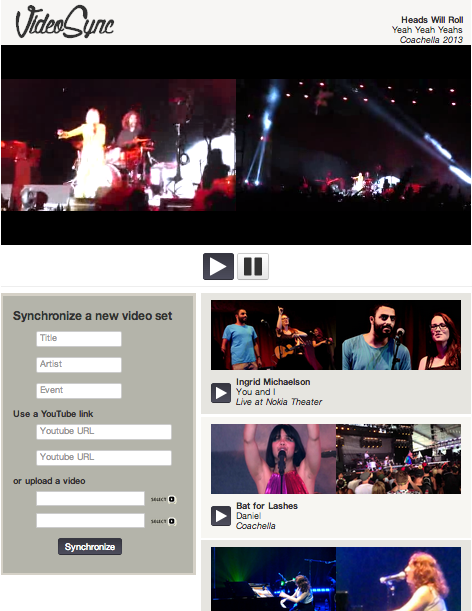 VideoSync
Heads Will Roll
Yeah Yeah Yeahs
Coachella 2013
Synchronize a new video set
Title
Artist
Event
Use a YouTube link
Youtube URL
Youtube URL
or upload a video
SELECT
SELECT
Synchronize
Ingrid Michaelson
You and I
Live at Nokia Theater
Bat for Lashes
Daniel
Coachella